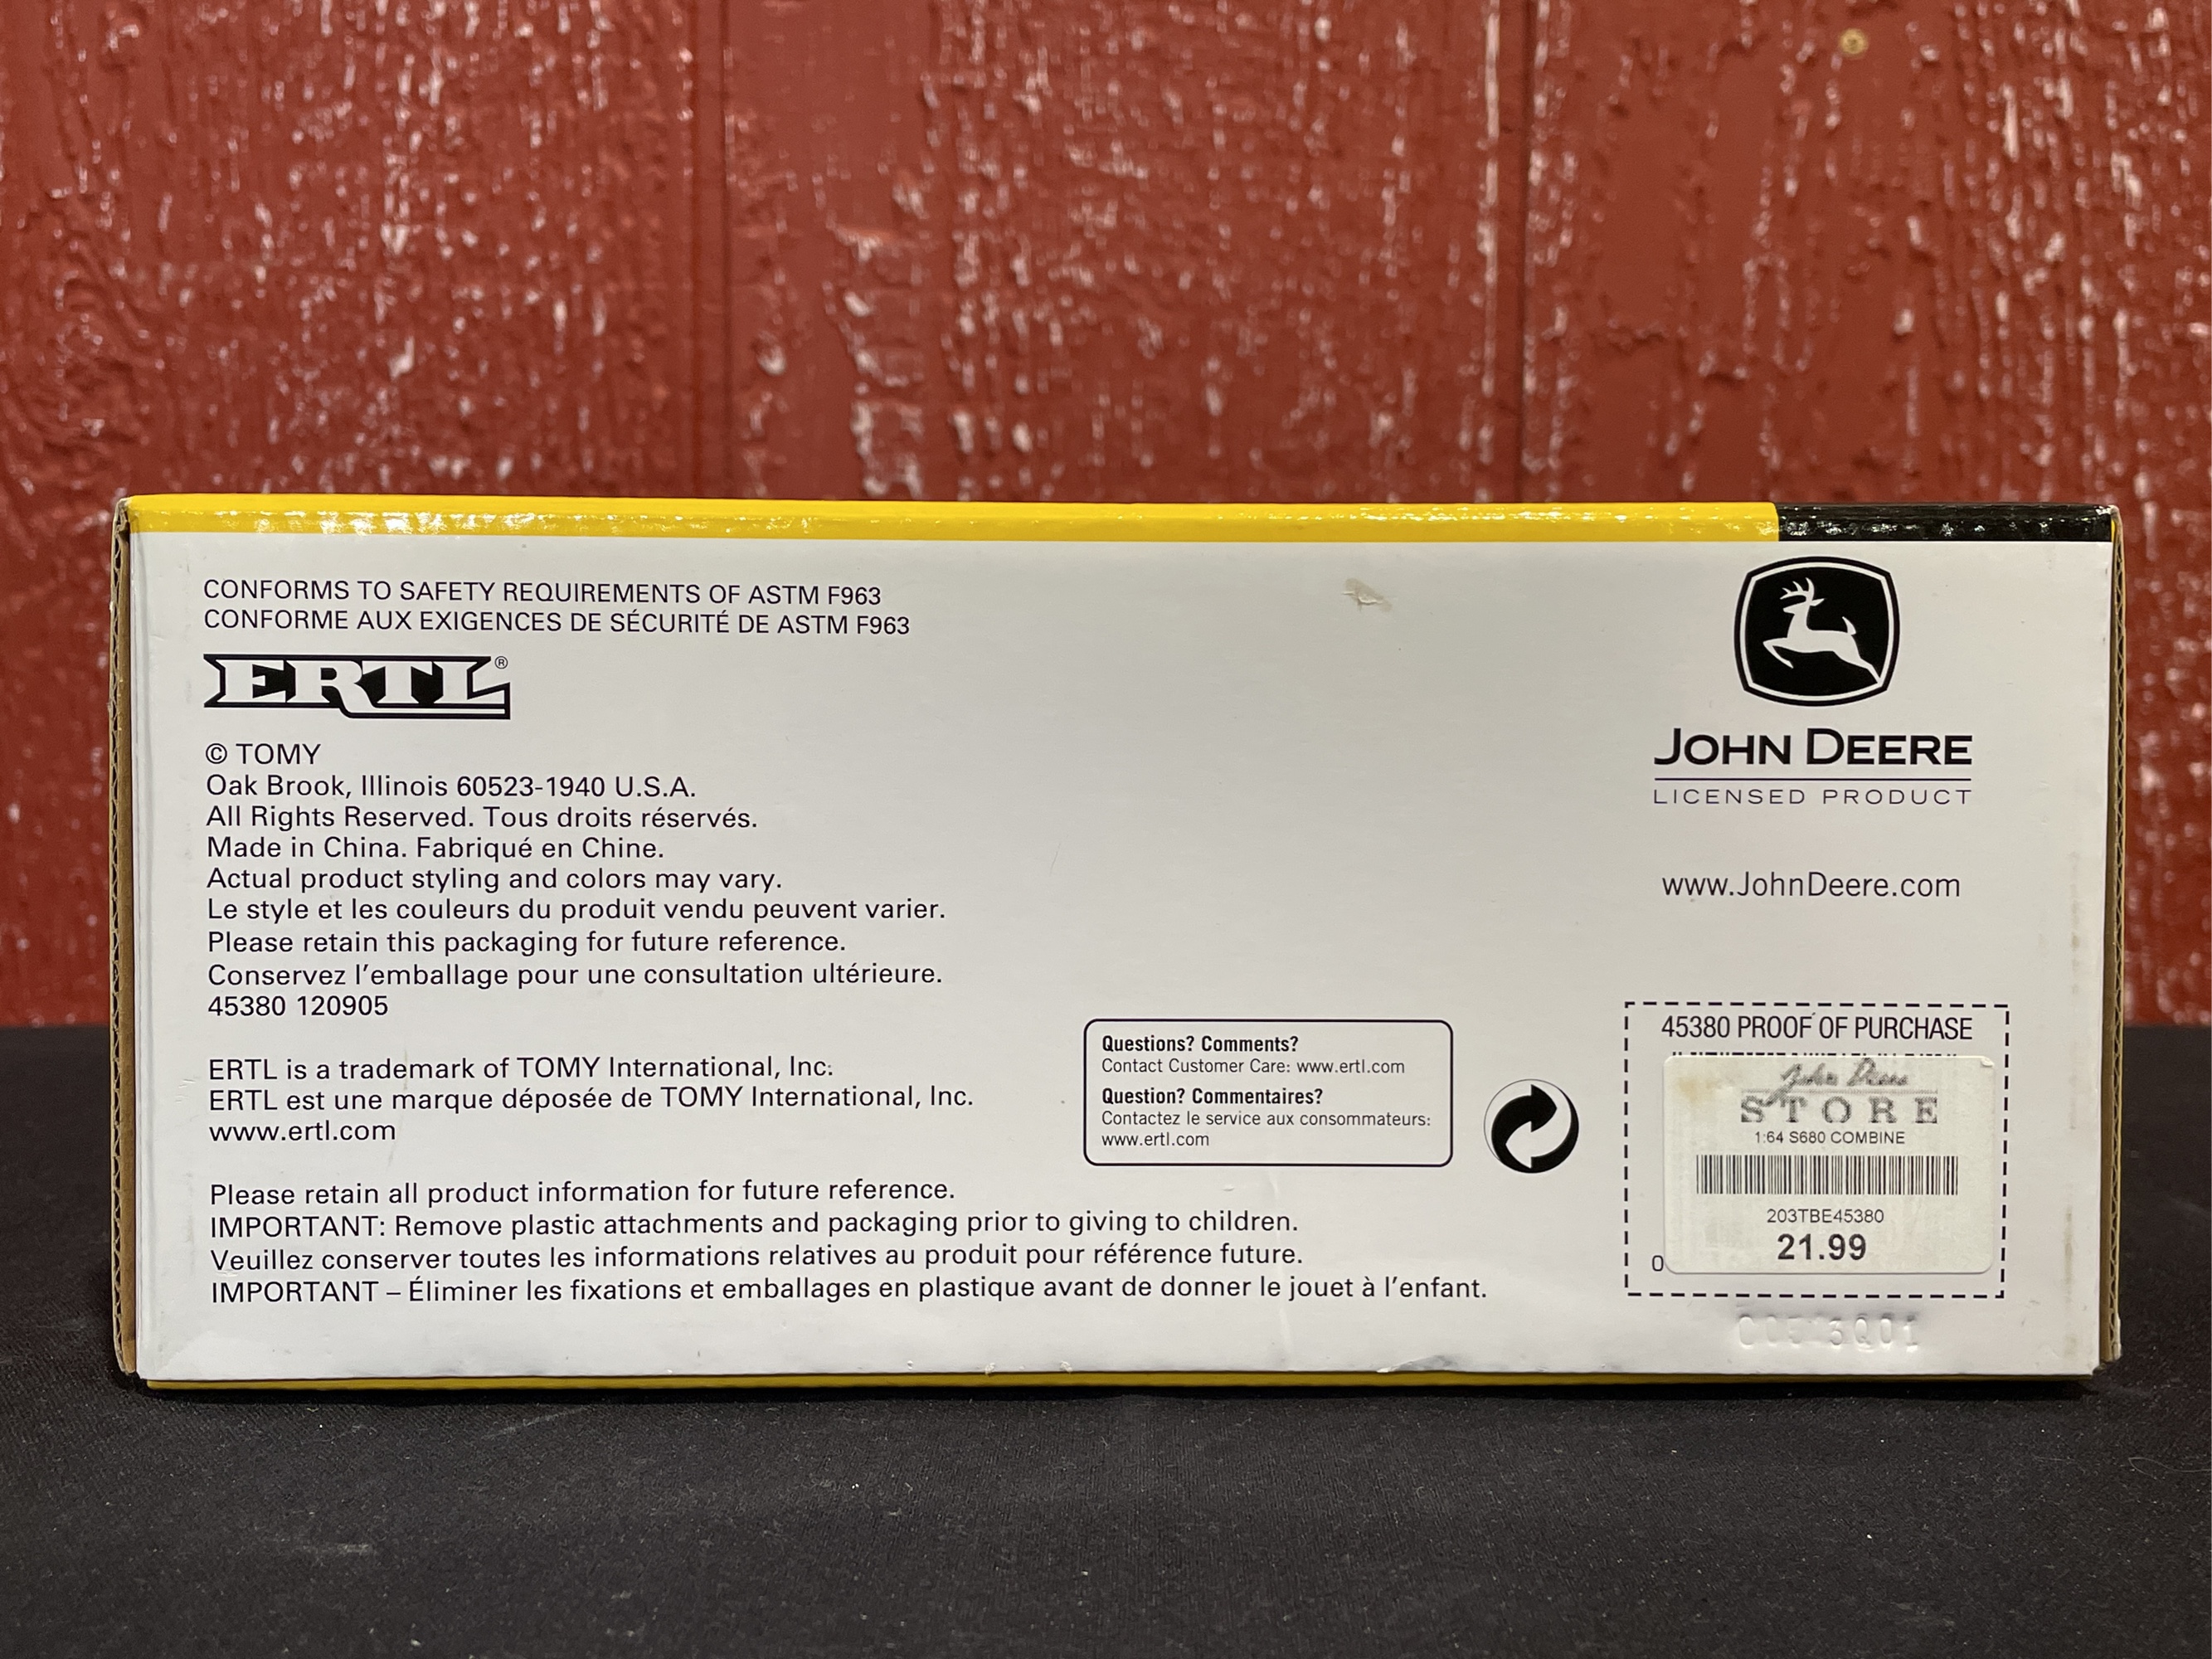 CONFORMS TO SAFETY REQUIREMENTS OF ASTM F963
CONFORME AUX EXIGENCES DE SÉCURITÉ DE ASTM F963
ERTL®
© TOMY
Oak Brook, Illinois 60523-1940 U.S.A.
All Rights Reserved. Tous droits réservés.
Made in China. Fabriqué en Chine.
Actual product styling and colors may vary.
Le style et les couleurs du produit vendu peuvent varier.
Please retain this packaging for future reference.
Conservez l'emballage pour une consultation ultérieure.
45380 120905
ERTL is a trademark of TOMY International, Inc.
ERTL est une marque déposée de TOMY International, Inc.
www.ertl.com
Please retain all product information for future reference.
IMPORTANT: Remove plastic attachments and packaging prior to giving to children.
Veuillez conserver toutes les informations relatives au produit pour référence future.
IMPORTANT – Éliminer les fixations et emballages en plastique avant de donner le jouet à l'enfant.
Questions? Comments?
Contact Customer Care: www.ertl.com
Question? Commentaires?
Contactez le service aux consommateurs:
www.ertl.com
JOHN DEERE
LICENSED PRODUCT
www.JohnDeere.com
45380 PROOF OF PURCHASE
John Deere
STORE
1:64 S680 COMBINE
203TBE45380
21.99
0